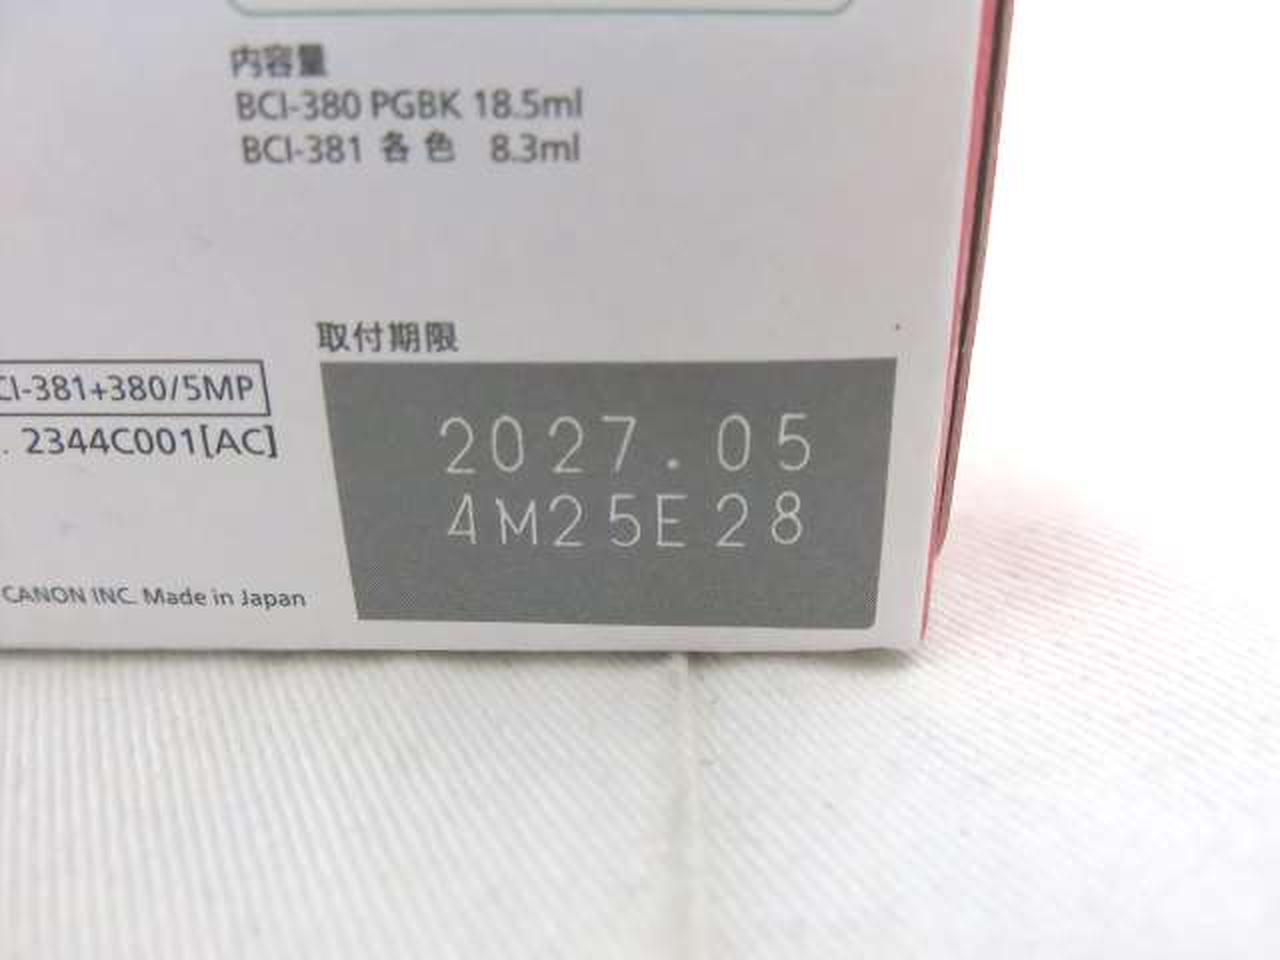 内容量
BCI-380 PGBK 18.5ml
BCI-381 各色 8.3ml
取付期限
CI-381+380/5MP
. 2344C001[AC]
2027.05
4M25E28
CANON INC. Made in Japan